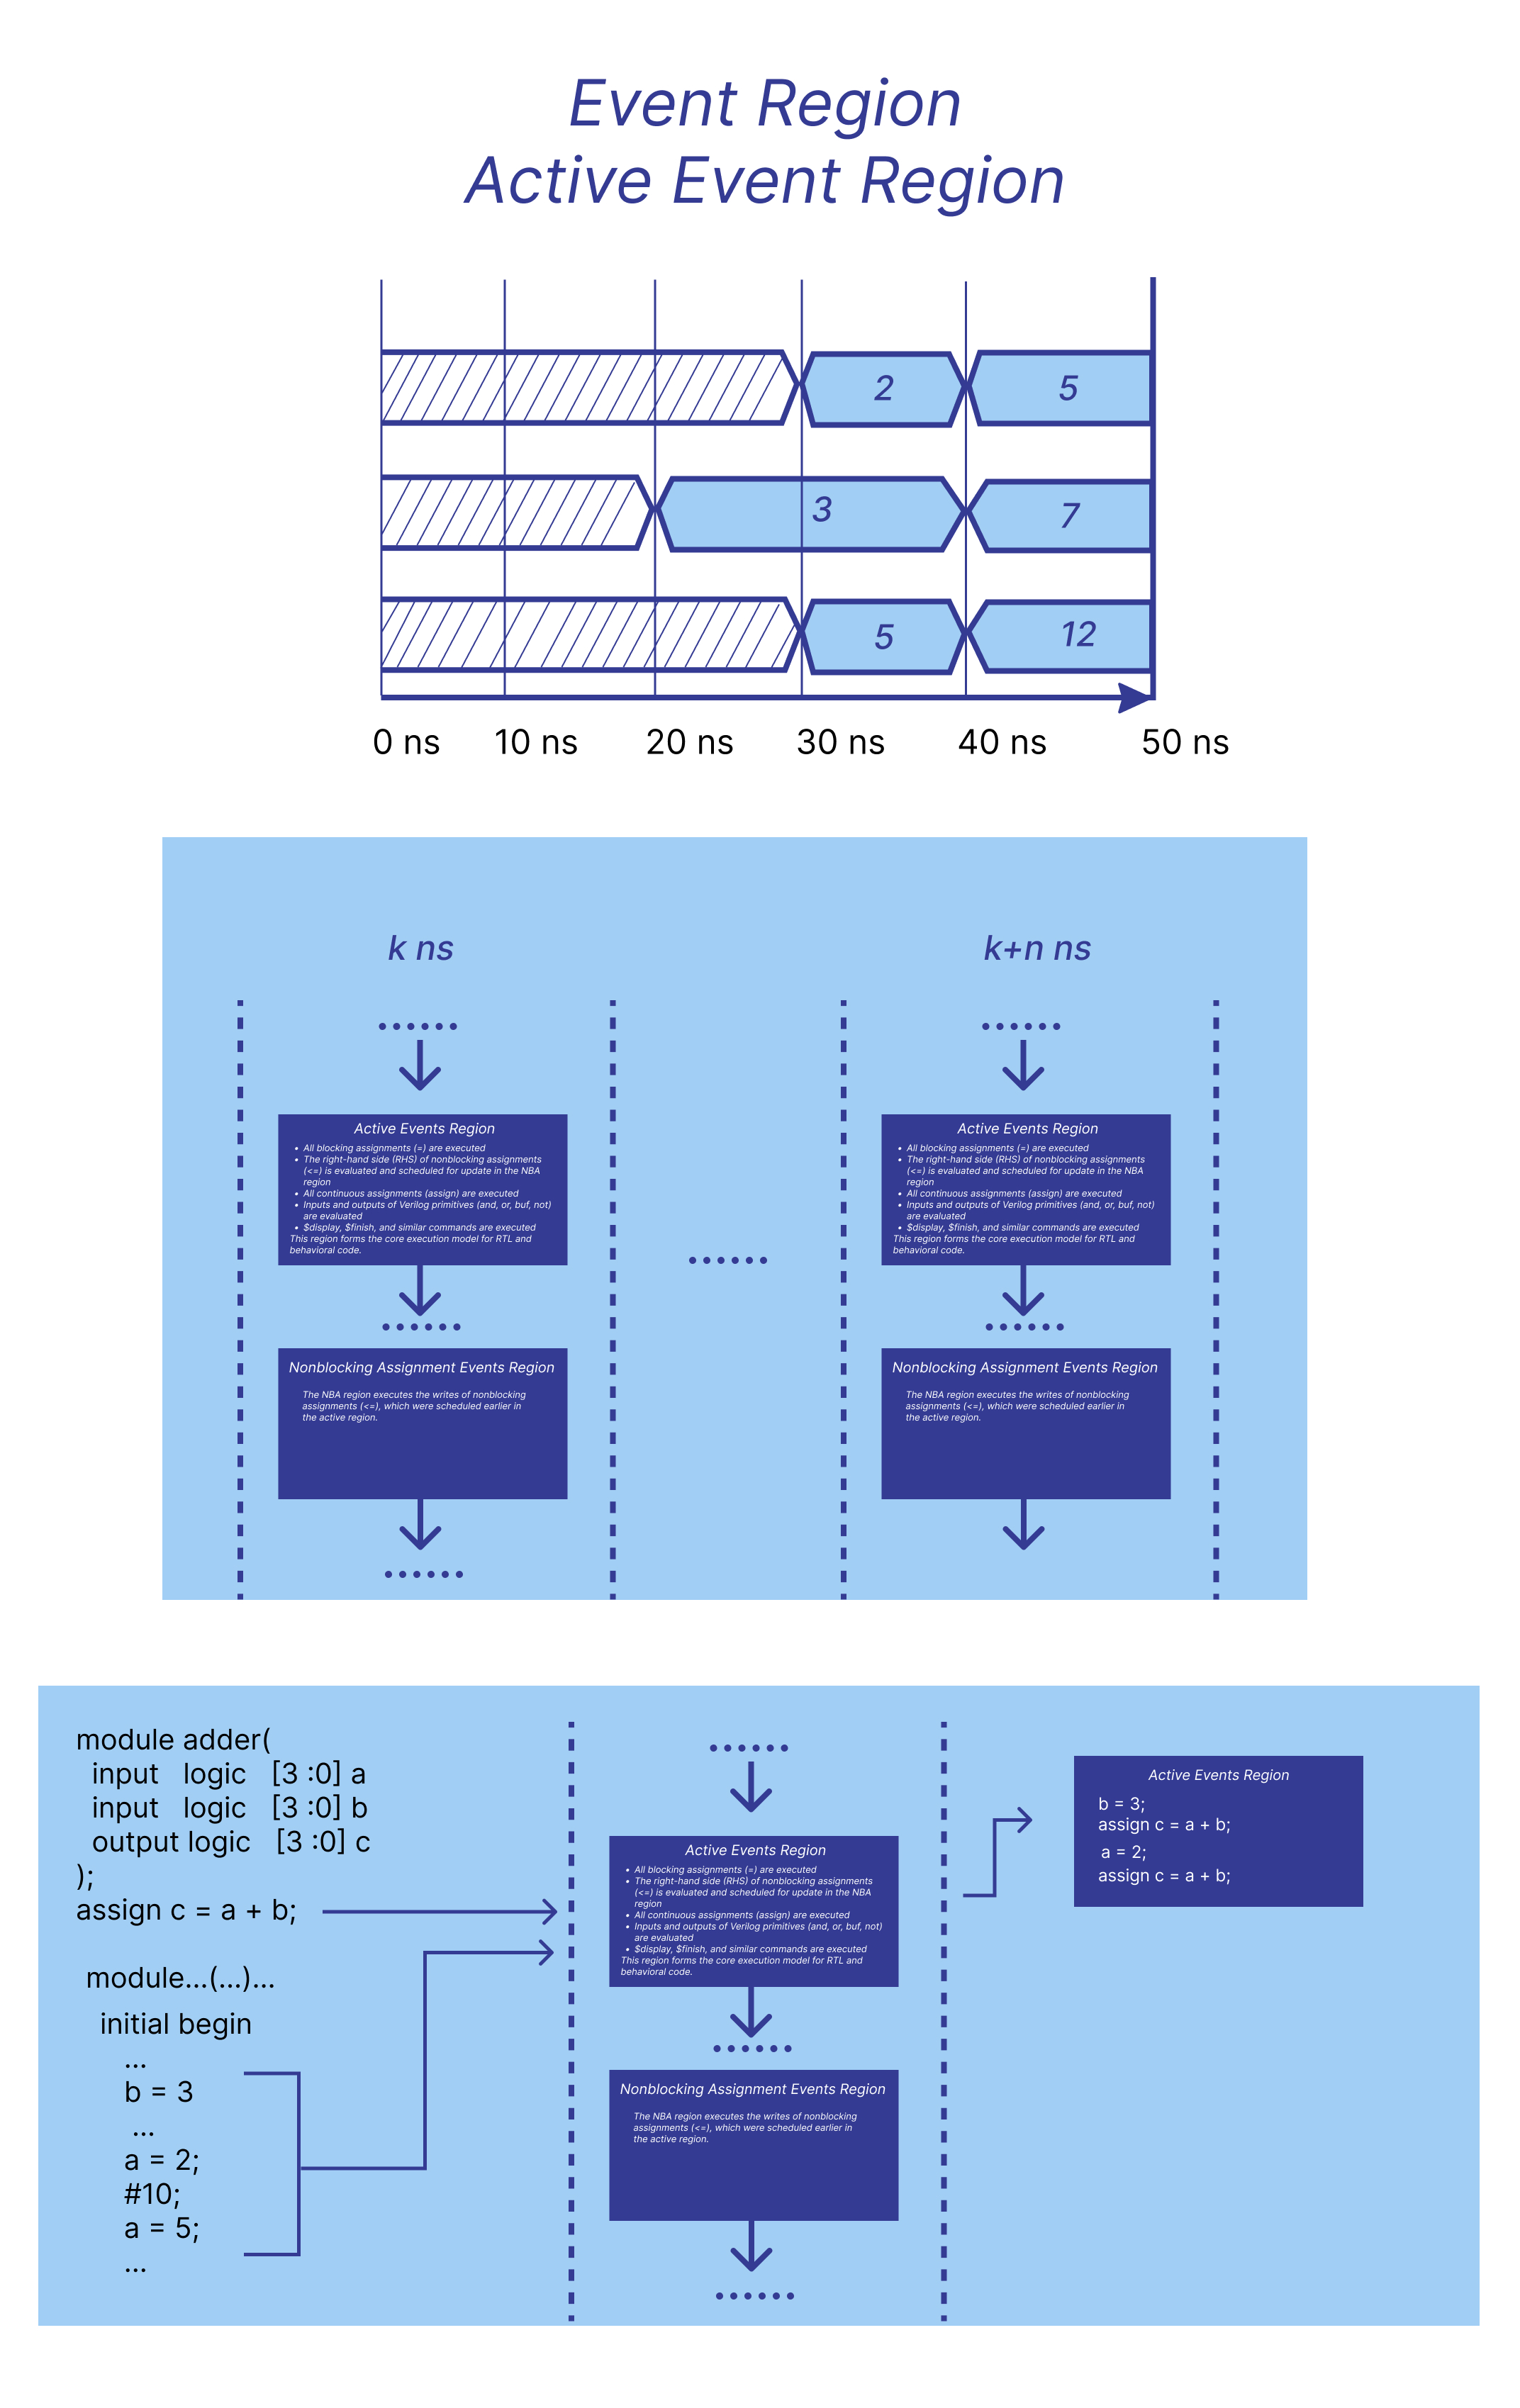 Event Region
Active Event Region
2
5
3
7
5
12
0 ns
10 ns
20 ns
30 ns
40 ns
50 ns
k ns
k+n ns
Active Events Region
• All blocking assignments (=) are executed
• The right-hand side (RHS) of nonblocking assignments
(<=) is evaluated and scheduled for update in the NBA
region
• All continuous assignments (assign) are executed
• Inputs and outputs of Verilog primitives (and, or, buf, not)
are evaluated
• $display, $finish, and similar commands are executed
This region forms the core execution model for RTL and
behavioral code.
Nonblocking Assignment Events Region
The NBA region executes the writes of nonblocking
assignments (<=), which were scheduled earlier in
the active region.
Active Events Region
• All blocking assignments (=) are executed
• The right-hand side (RHS) of nonblocking assignments
(<=) is evaluated and scheduled for update in the NBA
region
• All continuous assignments (assign) are executed
• Inputs and outputs of Verilog primitives (and, or, buf, not)
are evaluated
• $display, $finish, and similar commands are executed
This region forms the core execution model for RTL and
behavioral code.
Nonblocking Assignment Events Region
The NBA region executes the writes of nonblocking
assignments (<=), which were scheduled earlier in
the active region.
module adder(
input logic [3 :0] a
input logic [3 :0] b
output logic [3 :0] c
);
assign c = a + b;
module...(...)...
initial begin
...
b = 3
...
a = 2;
#10;
a = 5;
...
Active Events Region
• All blocking assignments (=) are executed
• The right-hand side (RHS) of nonblocking assignments
(<=) is evaluated and scheduled for update in the NBA
region
• All continuous assignments (assign) are executed
• Inputs and outputs of Verilog primitives (and, or, buf, not)
are evaluated
• $display, $finish, and similar commands are executed
This region forms the core execution model for RTL and
behavioral code.
Nonblocking Assignment Events Region
The NBA region executes the writes of nonblocking
assignments (<=), which were scheduled earlier in
the active region.
Active Events Region
b = 3;
assign c = a + b;
a = 2;
assign c = a + b;